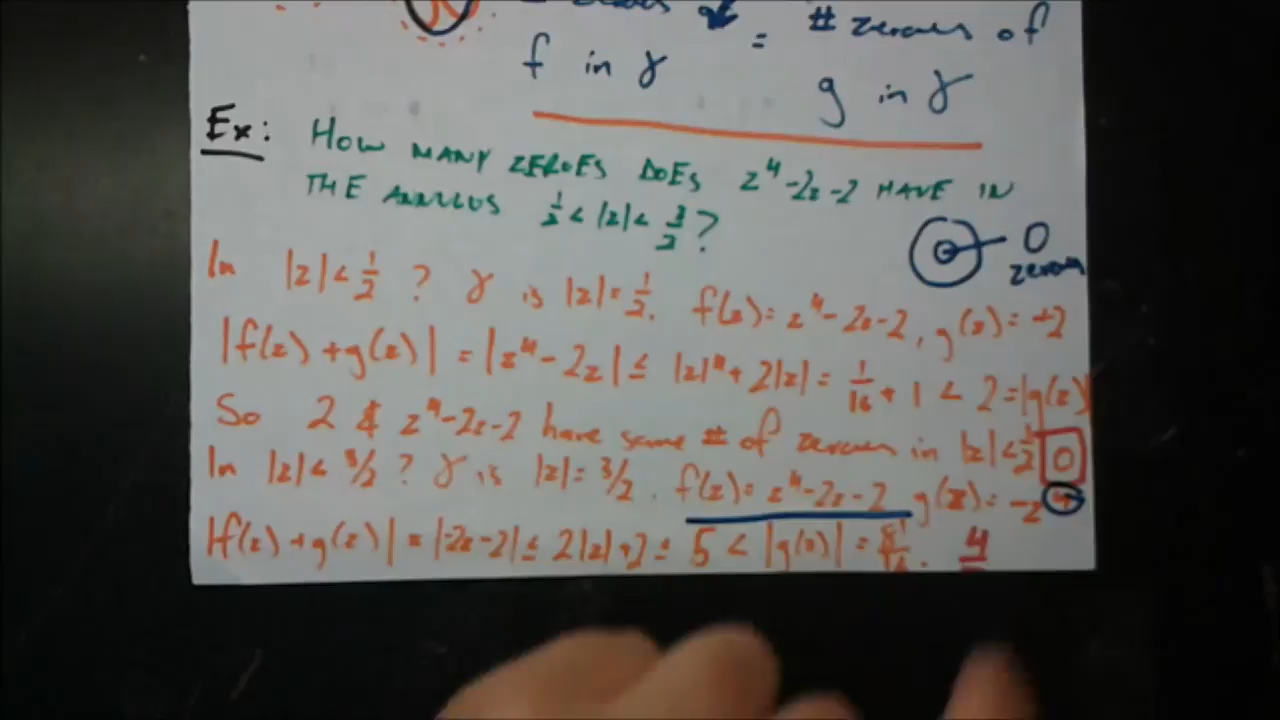 = # zeroes of
f in γ
g in γ
Ex: HOW MANY ZEROES DOES z⁴-2z-2 HAVE IN
THE ANNULUS ½ < |z| < 3/2 ?
0
zeroes
In |z| < ½ ? γ is |z| = ½. f(z) = z⁴-2z-2, g(z) = +2
|f(z) + g(z)| = |z⁴ - 2z| ≤ |z|⁴ + 2|z| = 1/16 + 1 < 2 = |g(z)|
So 2 & z⁴-2z-2 have same # of zeroes in |z| < ½ 0
In |z| < 3/2 ? γ is |z| = 3/2. f(z) = z⁴-2z-2 g(z) = -z⁴
|f(z) + g(z)| = |-2z-2| ≤ 2|z|+2 ≤ 5 < |g(z)| = 81/16. 4